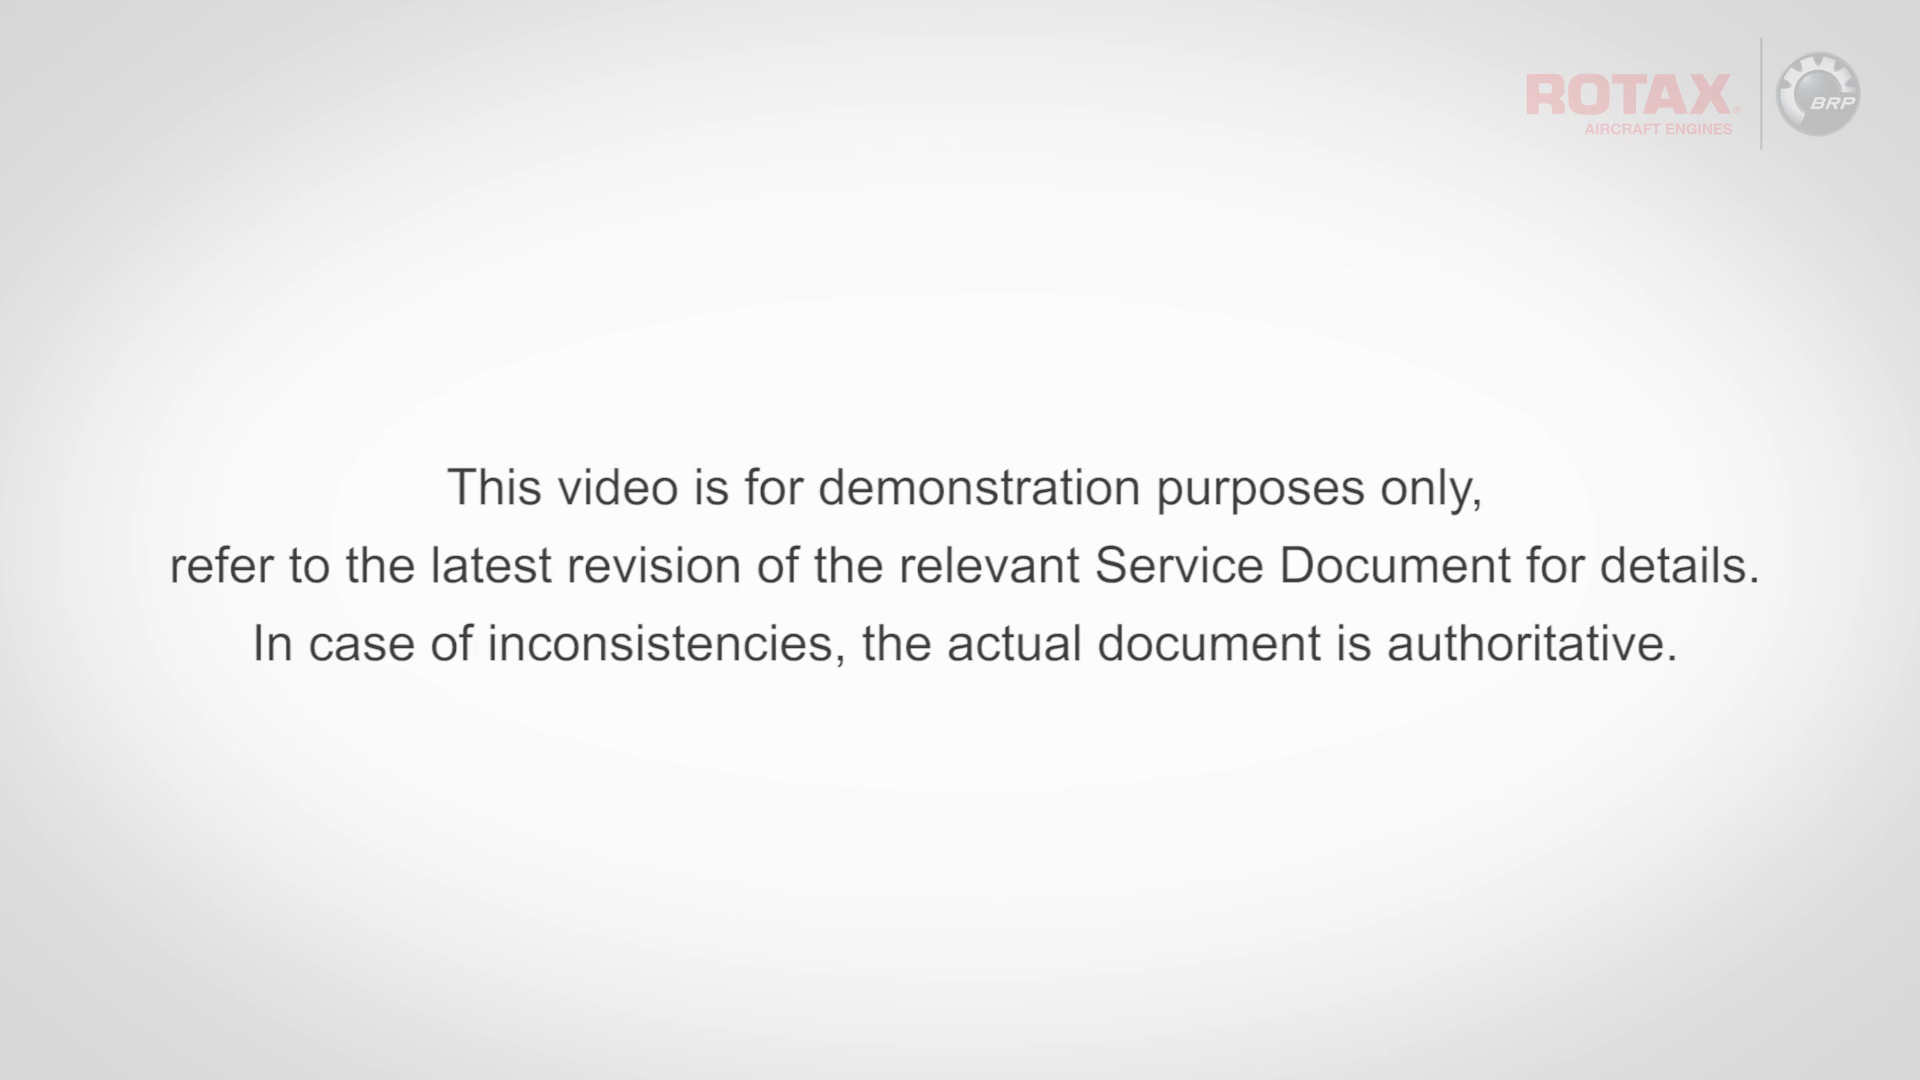 ROTAX®
AIRCRAFT ENGINES
BRP
This video is for demonstration purposes only,
refer to the latest revision of the relevant Service Document for details.
In case of inconsistencies, the actual document is authoritative.